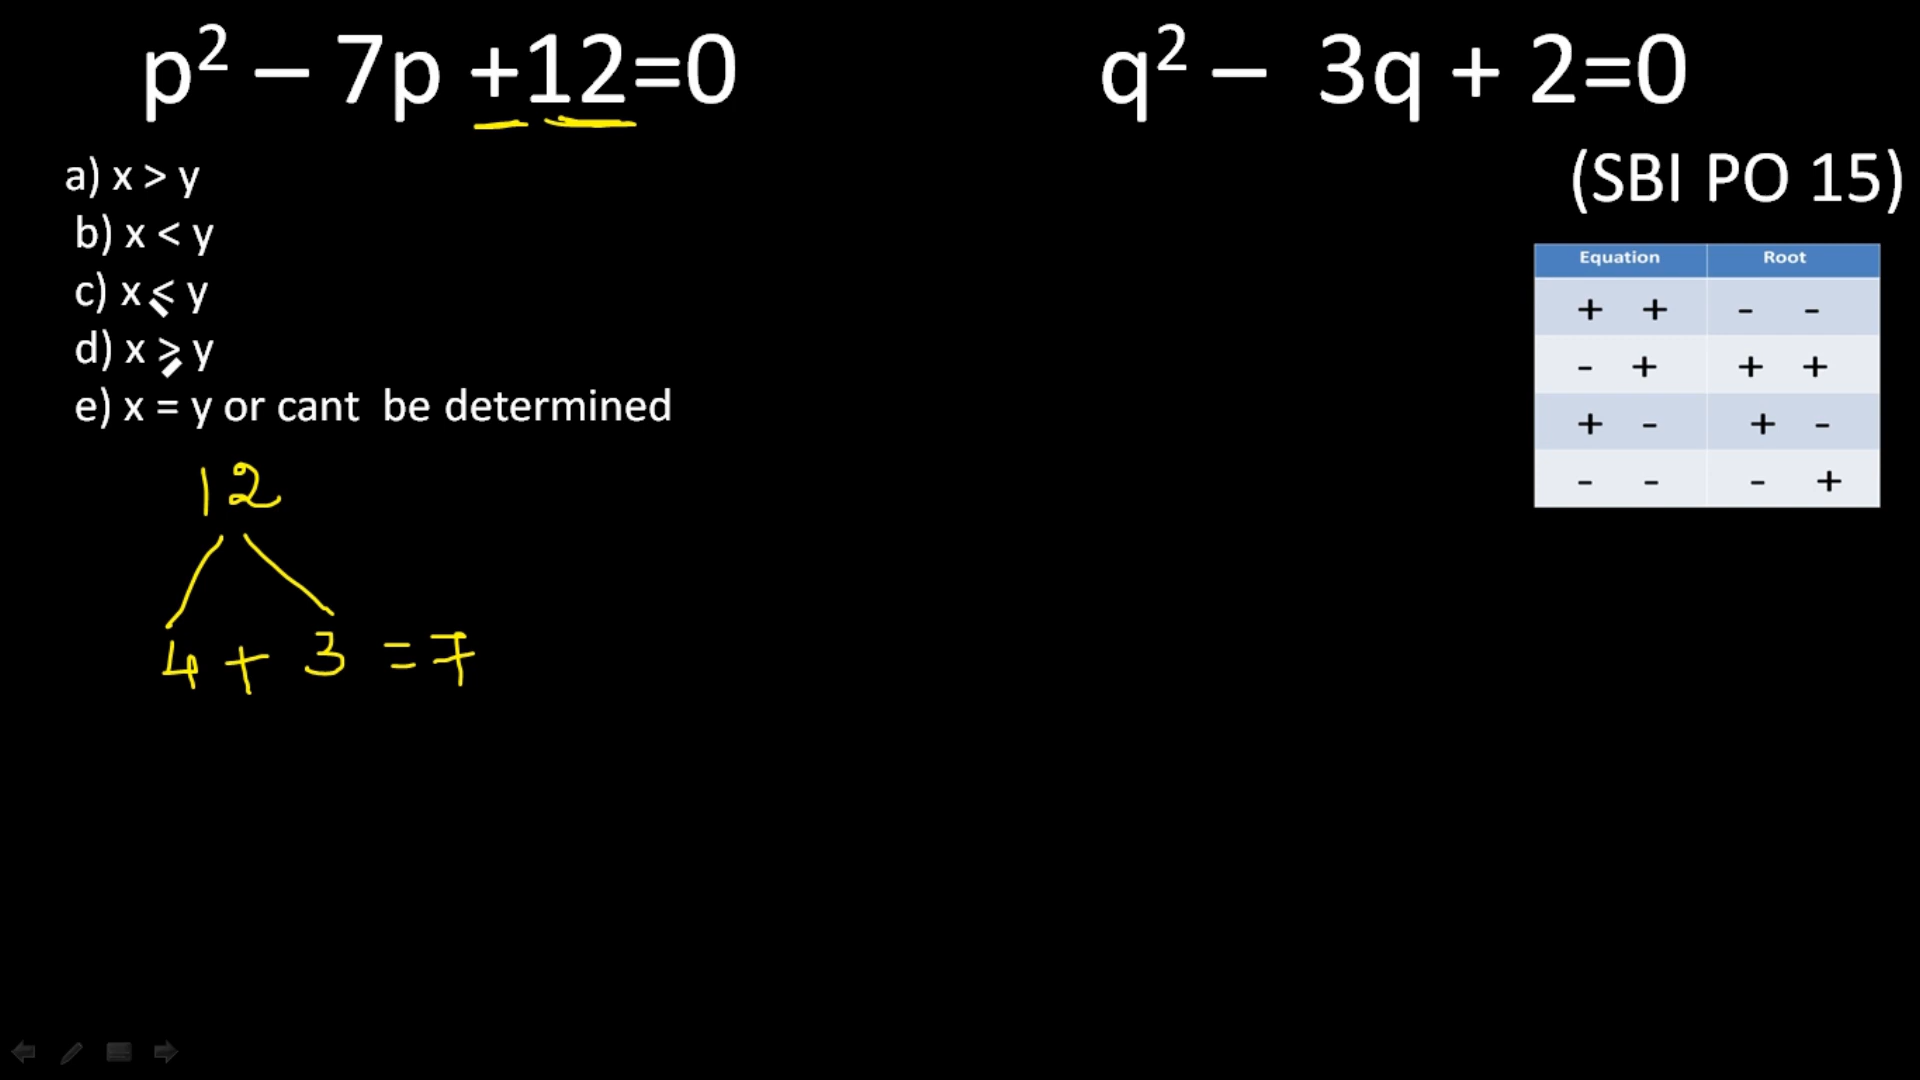 p² – 7p +12=0
q² – 3q + 2=0
(SBI PO 15)
a) x > y
b) x < y
c) x ≤ y
d) x ≥ y
e) x = y or cant be determined
Equation Root
+ + - -
- + + +
+ - + -
- - - +
12
4 + 3 = 7